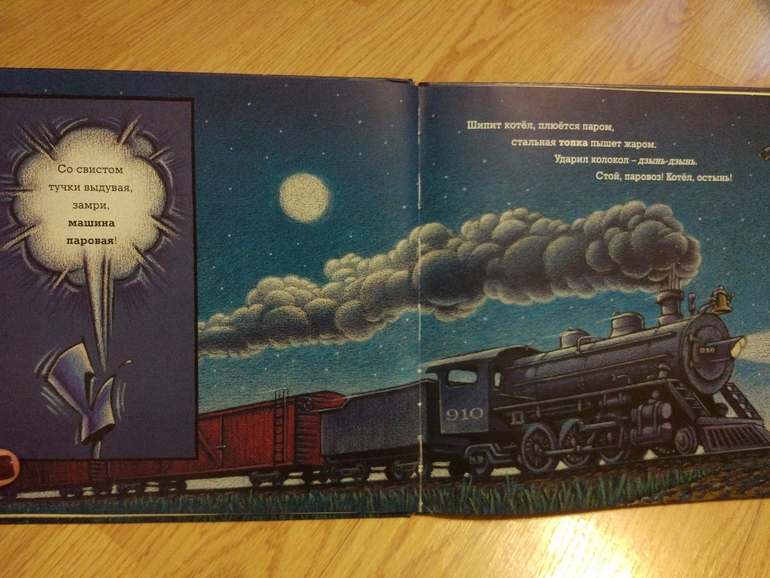 Со свистом
тучки выдувая,
замри,
машина
паровая!
Шипит котёл, плюётся паром,
стальная топка пышет жаром.
Ударил колокол – дзынь-дзынь.
Стой, паровоз! Котёл, остынь!
910
910